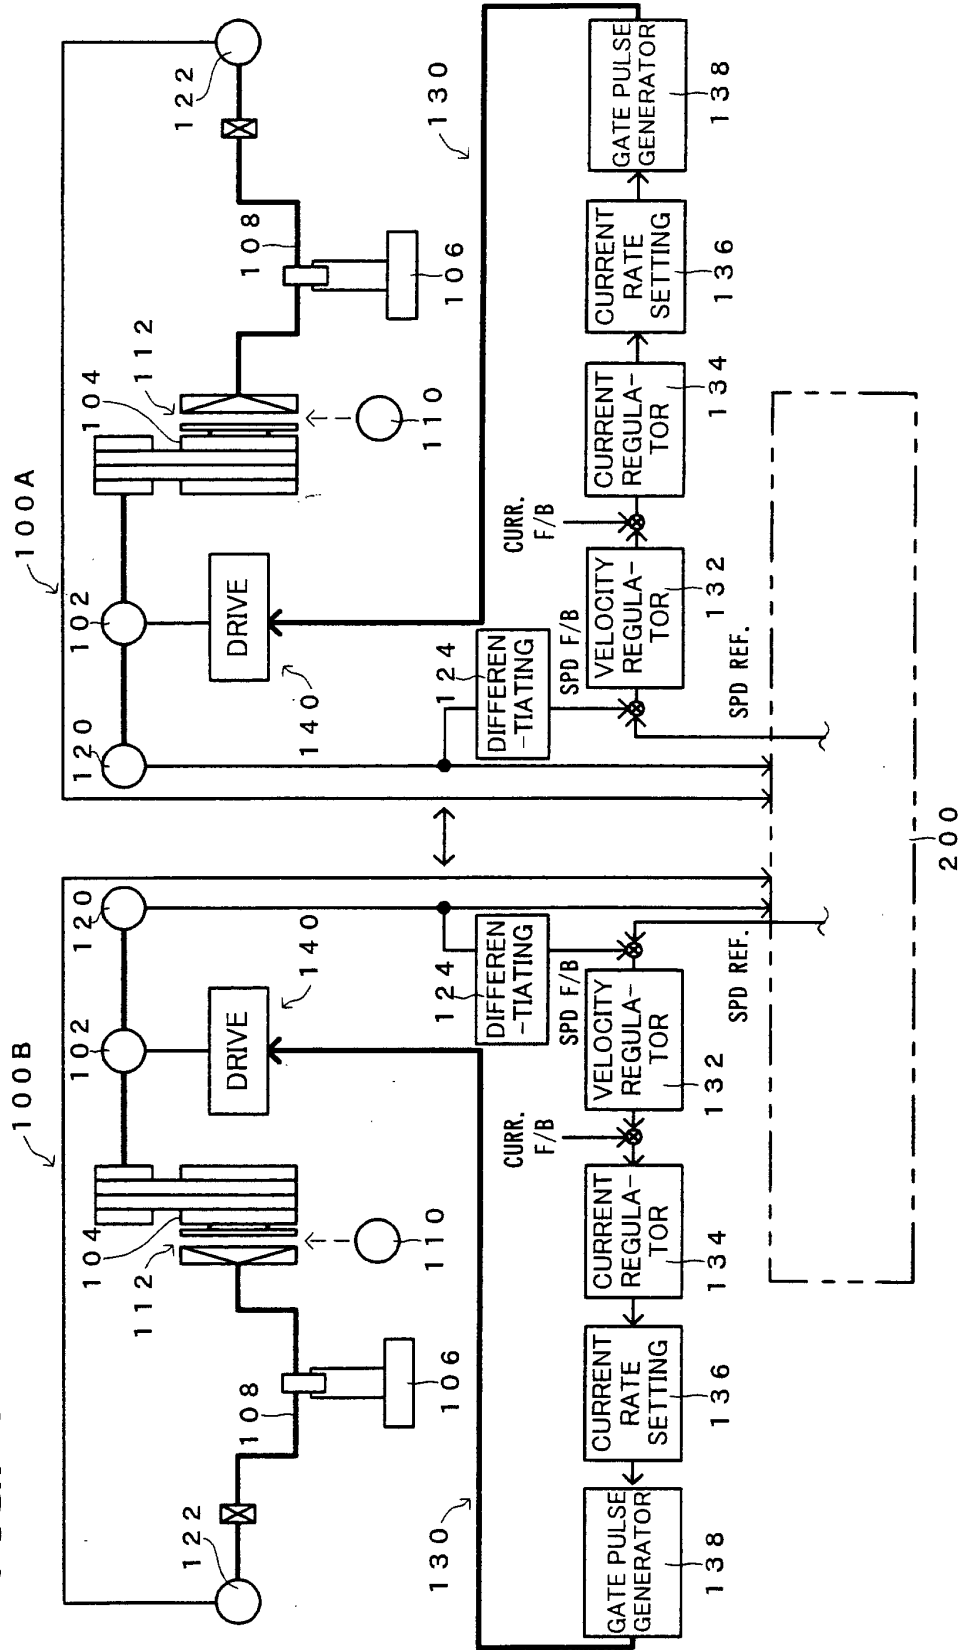 100B
122
108
106
112
104
110
102
120
DRIVE
140
130
124
DIFFEREN
-TIATING
SPD F/B
CURR.
F/B
GATE PULSE
GENERATOR
138
CURRENT
RATE
SETTING
136
CURRENT
REGULA-
TOR
134
VELOCITY
REGULA-
TOR
132
SPD REF.
100A
120
102
104
112
108
122
DRIVE
140
110
106
130
124
DIFFEREN
-TIATING
SPD F/B
CURR.
F/B
VELOCITY
REGULA-
TOR
132
CURRENT
REGULA-
TOR
134
CURRENT
RATE
SETTING
136
GATE PULSE
GENERATOR
138
SPD REF.
200